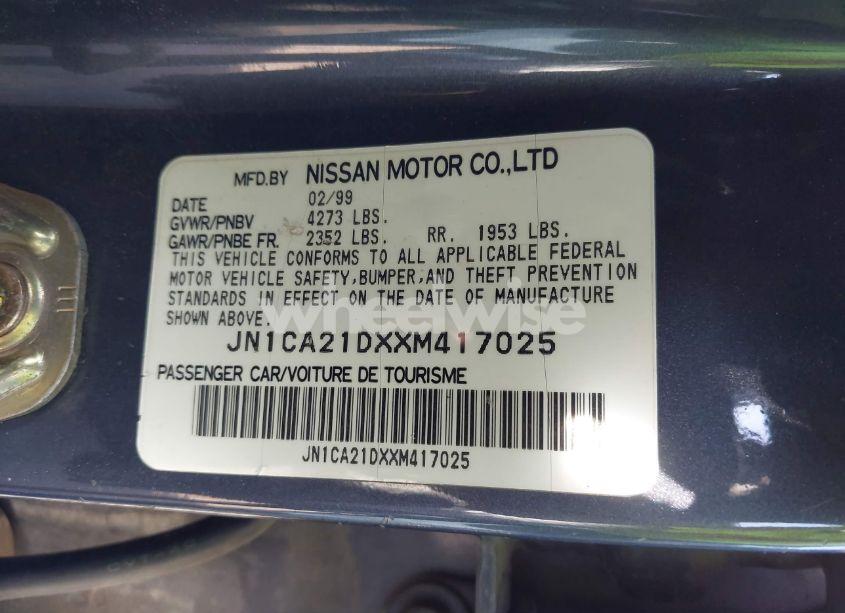 MFD.BY NISSAN MOTOR CO.,LTD
DATE 02/99
GVWR/PNBV 4273 LBS.
GAWR/PNBE FR. 2352 LBS. RR. 1953 LBS.
THIS VEHICLE CONFORMS TO ALL APPLICABLE FEDERAL
MOTOR VEHICLE SAFETY,BUMPER,AND THEFT PREVENTION
STANDARDS IN EFFECT ON THE DATE OF MANUFACTURE
SHOWN ABOVE.
wheelwise
JN1CA21DXXM417025
PASSENGER CAR/VOITURE DE TOURISME
JN1CA21DXXM417025